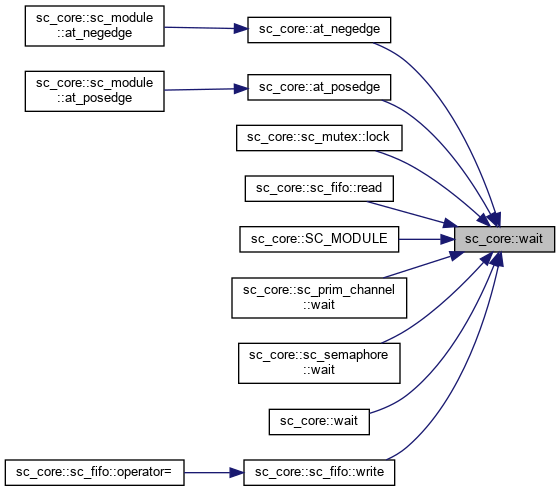 sc_core::sc_module
::at_negedge
sc_core::at_negedge
sc_core::sc_module
::at_posedge
sc_core::at_posedge
sc_core::sc_mutex::lock
sc_core::sc_fifo::read
sc_core::SC_MODULE
sc_core::wait
sc_core::sc_prim_channel
::wait
sc_core::sc_semaphore
::wait
sc_core::wait
sc_core::sc_fifo::operator=
sc_core::sc_fifo::write